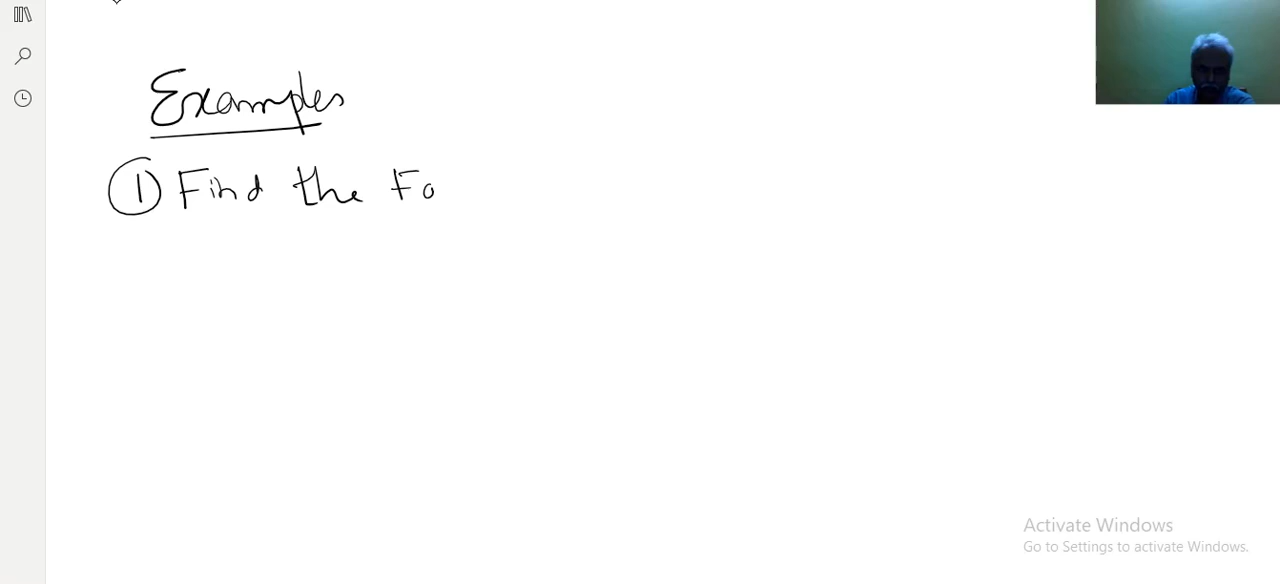 Examples
① Find the Fo
Activate Windows
Go to Settings to activate Windows.